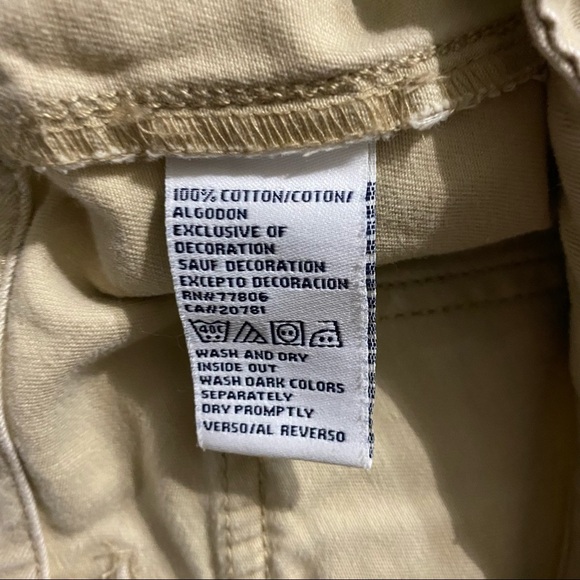 100% COTTON/COTON/
ALGODON
EXCLUSIVE OF
DECORATION
SAUF DECORATION
EXCEPTO DECORACION
RN#77806
CA#20781
40C
WASH AND DRY
INSIDE OUT
WASH DARK COLORS
SEPARATELY
DRY PROMPTLY
VERSO/AL REVERSO